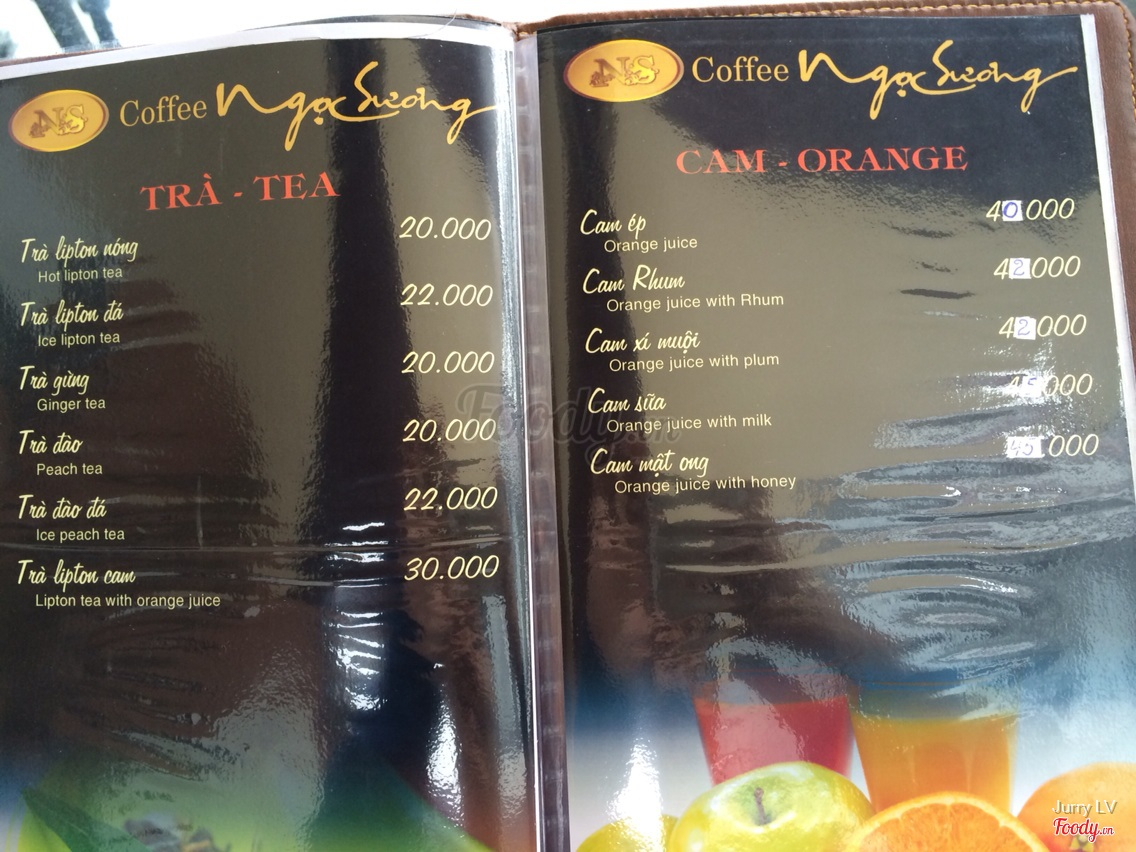 NS Coffee Ngọc Sương
TRÀ - TEA
Trà lipton nóng 20.000
Hot lipton tea
Trà lipton đá 22.000
Ice lipton tea
Trà gừng 20.000
Ginger tea
Trà đào 20.000
Peach tea
Trà đào đá 22.000
Ice peach tea
Trà lipton cam 30.000
Lipton tea with orange juice
NS Coffee Ngọc Sương
CAM - ORANGE
Cam ép 40.000
Orange juice
Cam Rhum 42.000
Orange juice with Rhum
Cam xí muội 42.000
Orange juice with plum
Cam sữa
Orange juice with milk
Cam mật ong 45.000
Orange juice with honey
Foody.vn
Jurry LV
Foody.vn